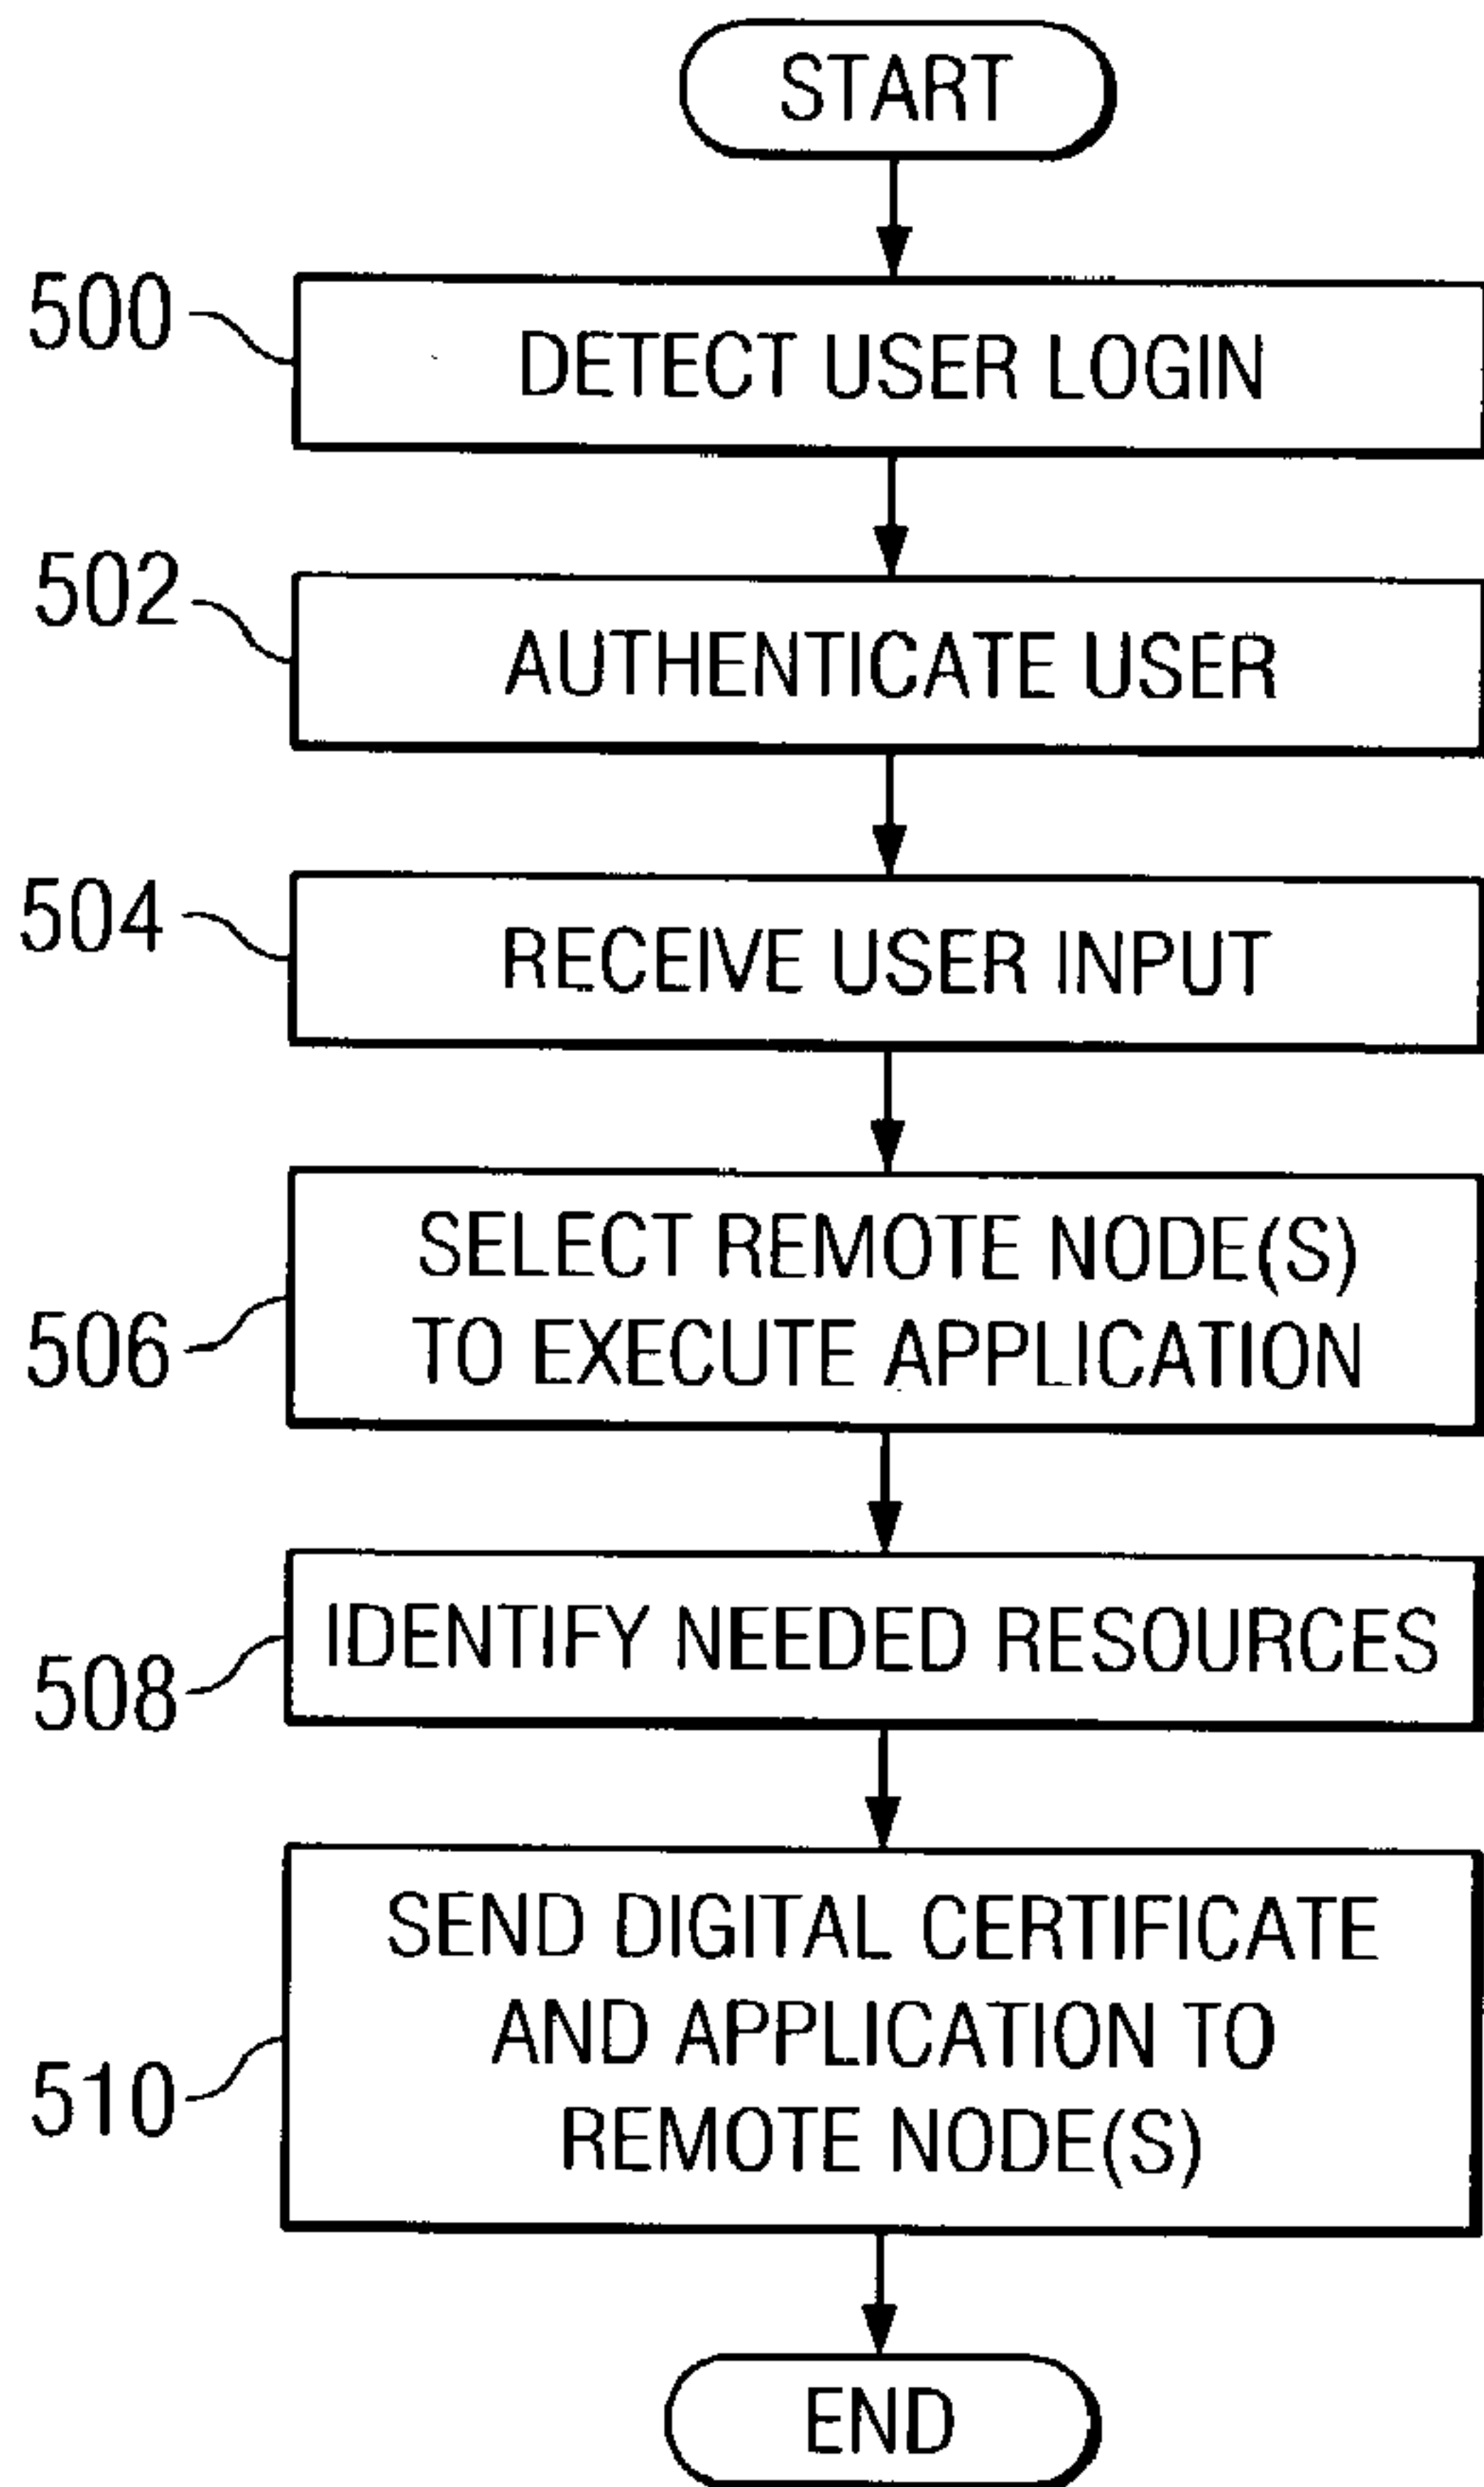 START
500
DETECT USER LOGIN
502
AUTHENTICATE USER
504
RECEIVE USER INPUT
506
SELECT REMOTE NODE(S)
TO EXECUTE APPLICATION
508
IDENTIFY NEEDED RESOURCES
510
SEND DIGITAL CERTIFICATE
AND APPLICATION TO
REMOTE NODE(S)
END